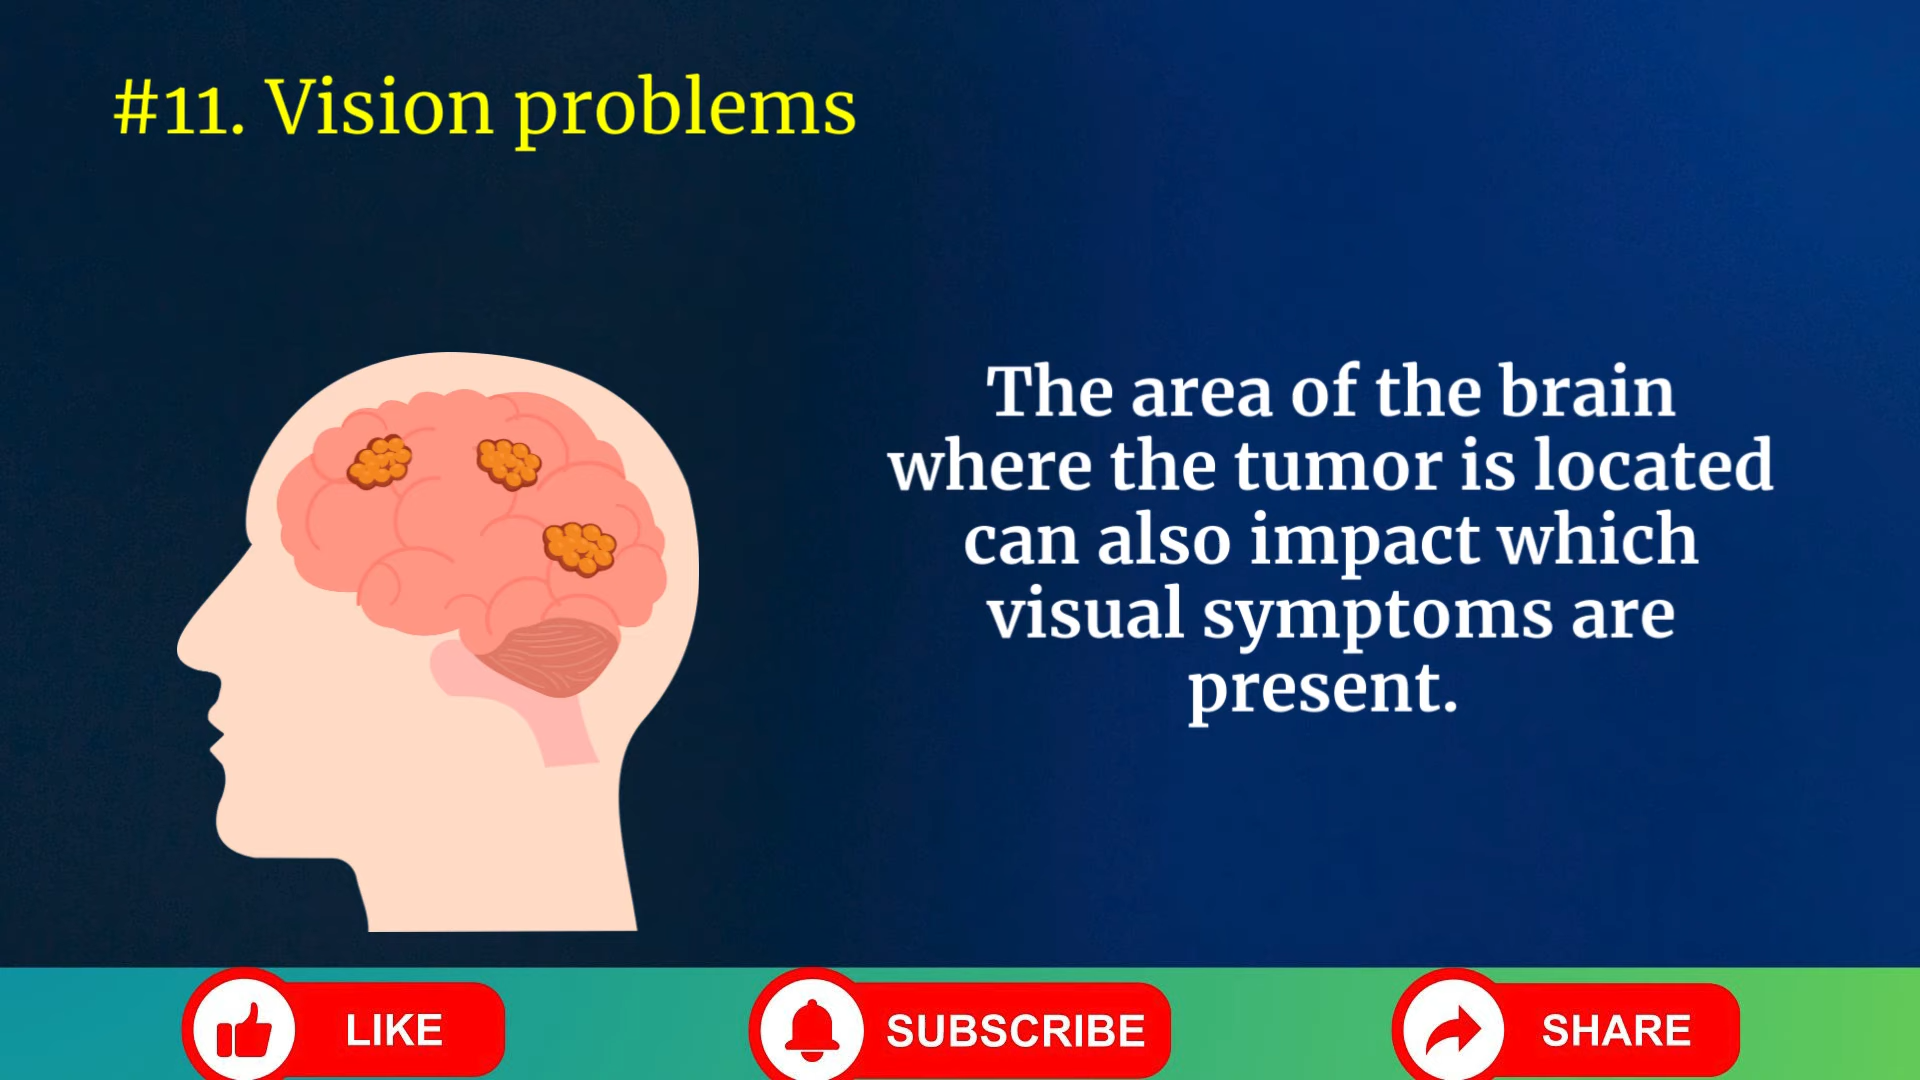 #11. Vision problems
The area of the brain
where the tumor is located
can also impact which
visual symptoms are
present.
LIKE
SUBSCRIBE
SHARE